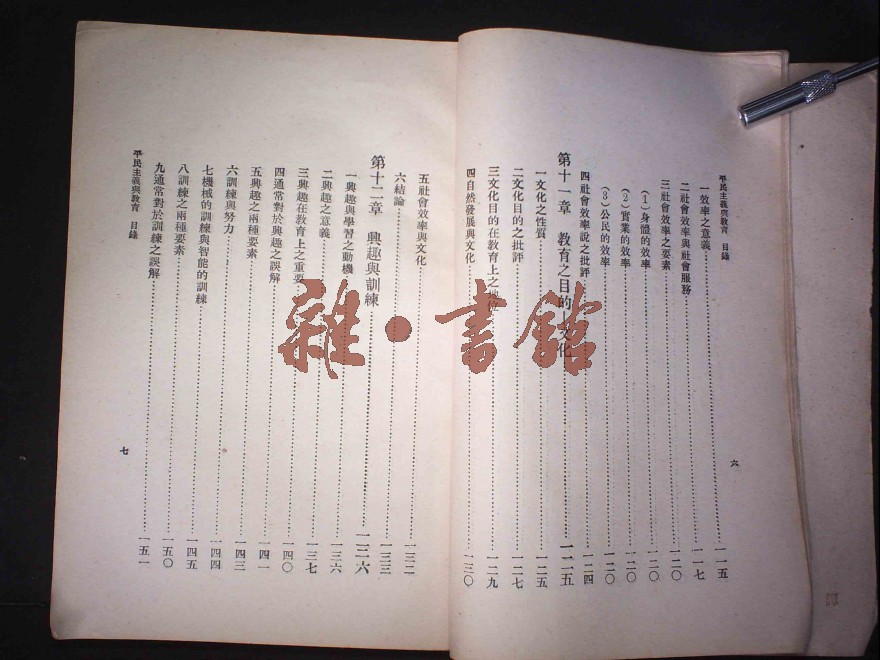 平民主義與教育 目錄
一效率之意義……一一五
二社會效率與社會服務……一一七
三社會效率之要素……一二〇
(1)身體的效率……一二〇
(2)實業的效率……一二〇
(3)公民的效率……一二〇
四社會效率說之批評……一二四
第十一章 教育之目的—文化……一二五
一文化之性質……一二五
二文化目的之批評……一二七
三文化目的在教育上之地位……一二九
四自然發展與文化……一三〇
六
五社會效率與文化……一三二
六結論……一三三
第十二章 興趣與訓練……一三六
一興趣與學習之動機……一三六
二興趣之意義……一三七
三興趣在教育上之重要……一四〇
四通常對於興趣之誤解……一四一
五興趣之兩種要素……一四三
六訓練與努力……一四四
七機械的訓練與智能的訓練……一四五
八訓練之兩種要素……一五〇
九通常對於訓練之誤解……一五一
平民主義與教育 目錄
七
雜·書館